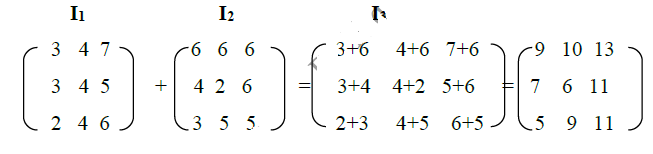 I₁ I₂ I₃
3 4 7 6 6 6 3+6 4+6 7+6 9 10 13
3 4 5 + 4 2 6 = 3+4 4+2 5+6 = 7 6 11
2 4 6 3 5 5 2+3 4+5 6+5 5 9 11